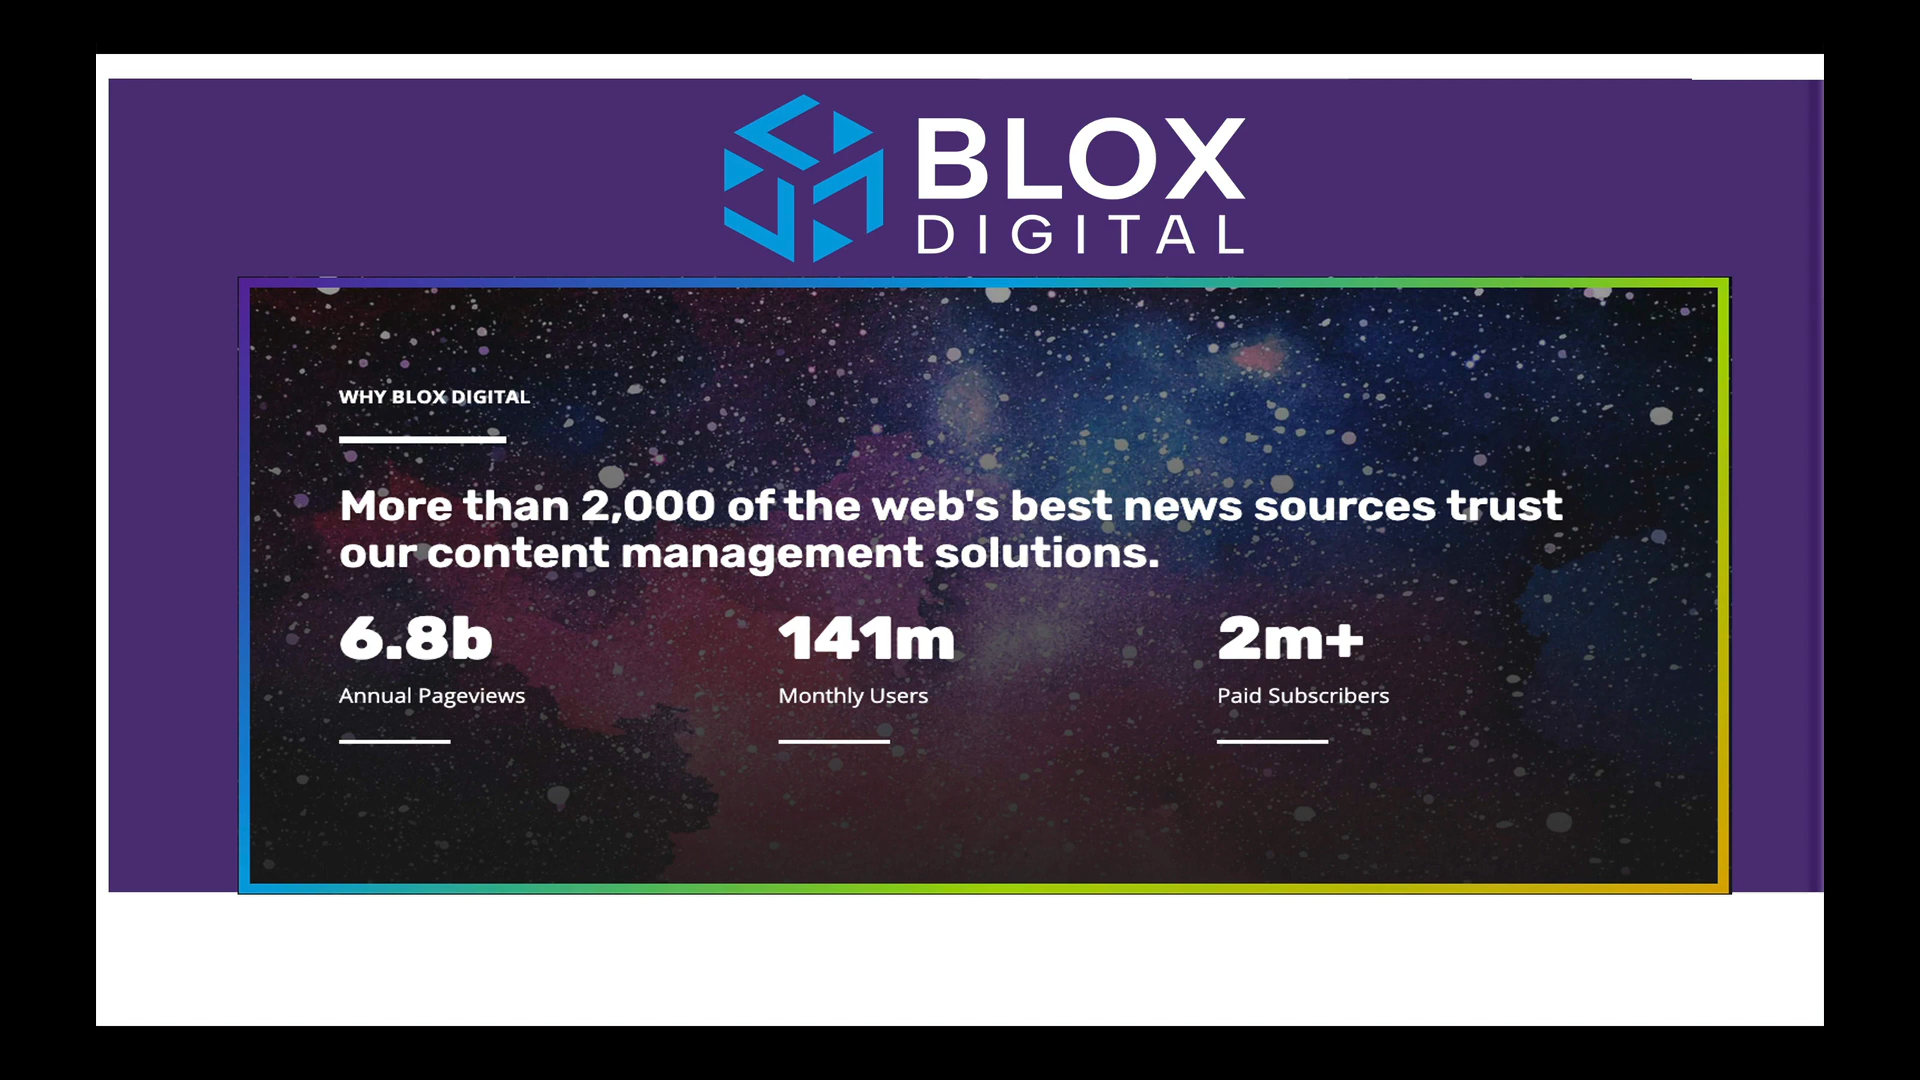 BLOX
DIGITAL
WHY BLOX DIGITAL
More than 2,000 of the web's best news sources trust
our content management solutions.
6.8b
141m
2m+
Annual Pageviews
Monthly Users
Paid Subscribers